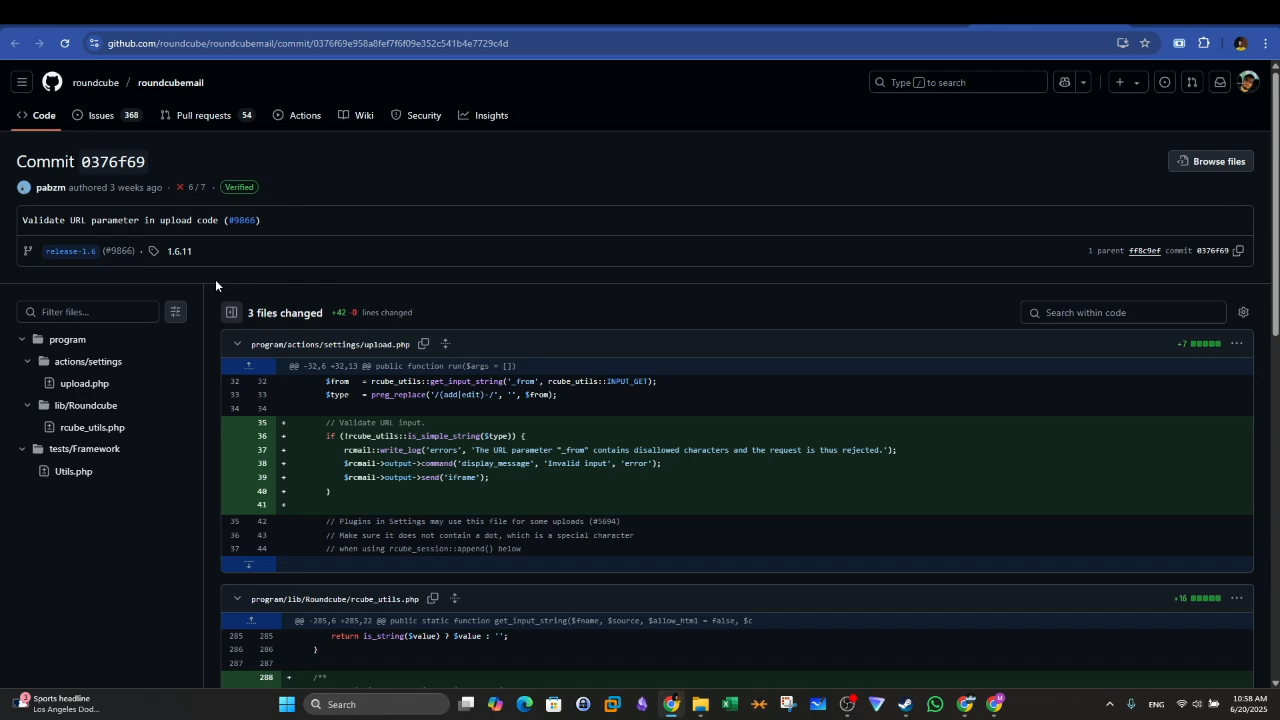 github.com/roundcube/roundcubemail/commit/0376f69e958a8fef7f6f09e352c541b4e7729c4d
roundcube / roundcubemail
Type / to search
Code Issues 368 Pull requests 54 Actions Wiki Security Insights
Commit 0376f69
Browse files
pabzm authored 3 weeks ago · 6 / 7 · Verified
Validate URL parameter in upload code (#9866)
release-1.6 (#9866) · 1.6.11
1 parent ff8c9ef commit 0376f69
Filter files...
program
actions/settings
upload.php
lib/Roundcube
rcube_utils.php
tests/Framework
Utils.php
3 files changed +42 -0 lines changed
Search within code
program/actions/settings/upload.php
+7
@@ -32,6 +32,13 @@ public function run($args = [])
32 32 $from = rcube_utils::get_input_string('_from', rcube_utils::INPUT_GET);
33 33 $type = preg_replace('/(add|edit)-/', '', $from);
34 34
35 + // Validate URL input.
36 + if (!rcube_utils::is_simple_string($type)) {
37 + rcmail::write_log('errors', 'The URL parameter "_from" contains disallowed characters and the request is thus rejected.');
38 + $rcmail->output->command('display_message', 'Invalid input', 'error');
39 + $rcmail->output->send('iframe');
40 + }
41 +
35 42 // Plugins in Settings may use this file for some uploads (#5694)
36 43 // Make sure it does not contain a dot, which is a special character
37 44 // when using rcube_session::append() below
program/lib/Roundcube/rcube_utils.php
+16
@@ -285,6 +285,22 @@ public static function get_input_string($fname, $source, $allow_html = false, $c
285 285 return is_string($value) ? $value : '';
286 286 }
287 287
288 + /**
3
Sports headline
Los Angeles Dod...
Search
ENG
10:58 AM
6/20/2025